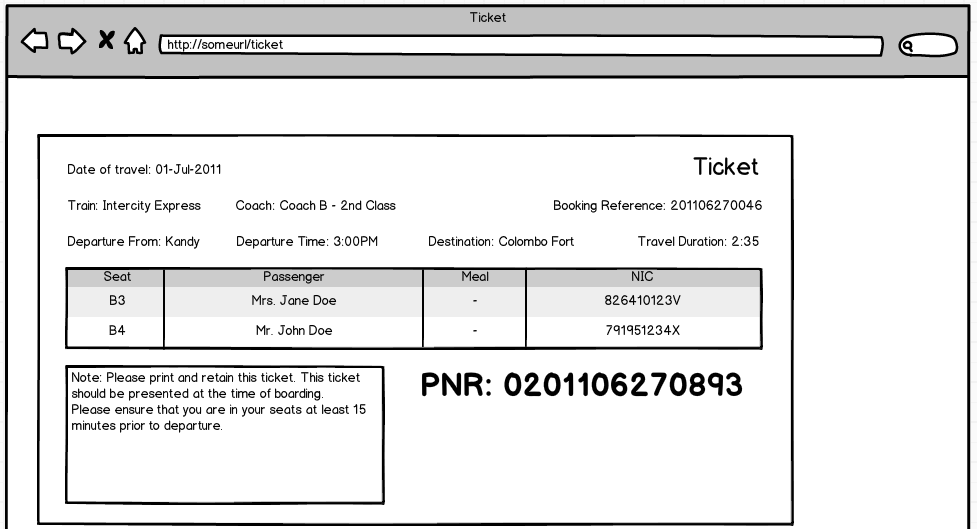 Ticket
http://someurl/ticket
Date of travel: 01-Jul-2011
Ticket
Train: Intercity Express Coach: Coach B - 2nd Class Booking Reference: 201106270046
Departure From: Kandy Departure Time: 3:00PM Destination: Colombo Fort Travel Duration: 2:35
Seat Passenger Meal NIC
B3 Mrs. Jane Doe - 826410123V
B4 Mr. John Doe - 791951234X
Note: Please print and retain this ticket. This ticket
should be presented at the time of boarding.
Please ensure that you are in your seats at least 15
minutes prior to departure.
PNR: 0201106270893